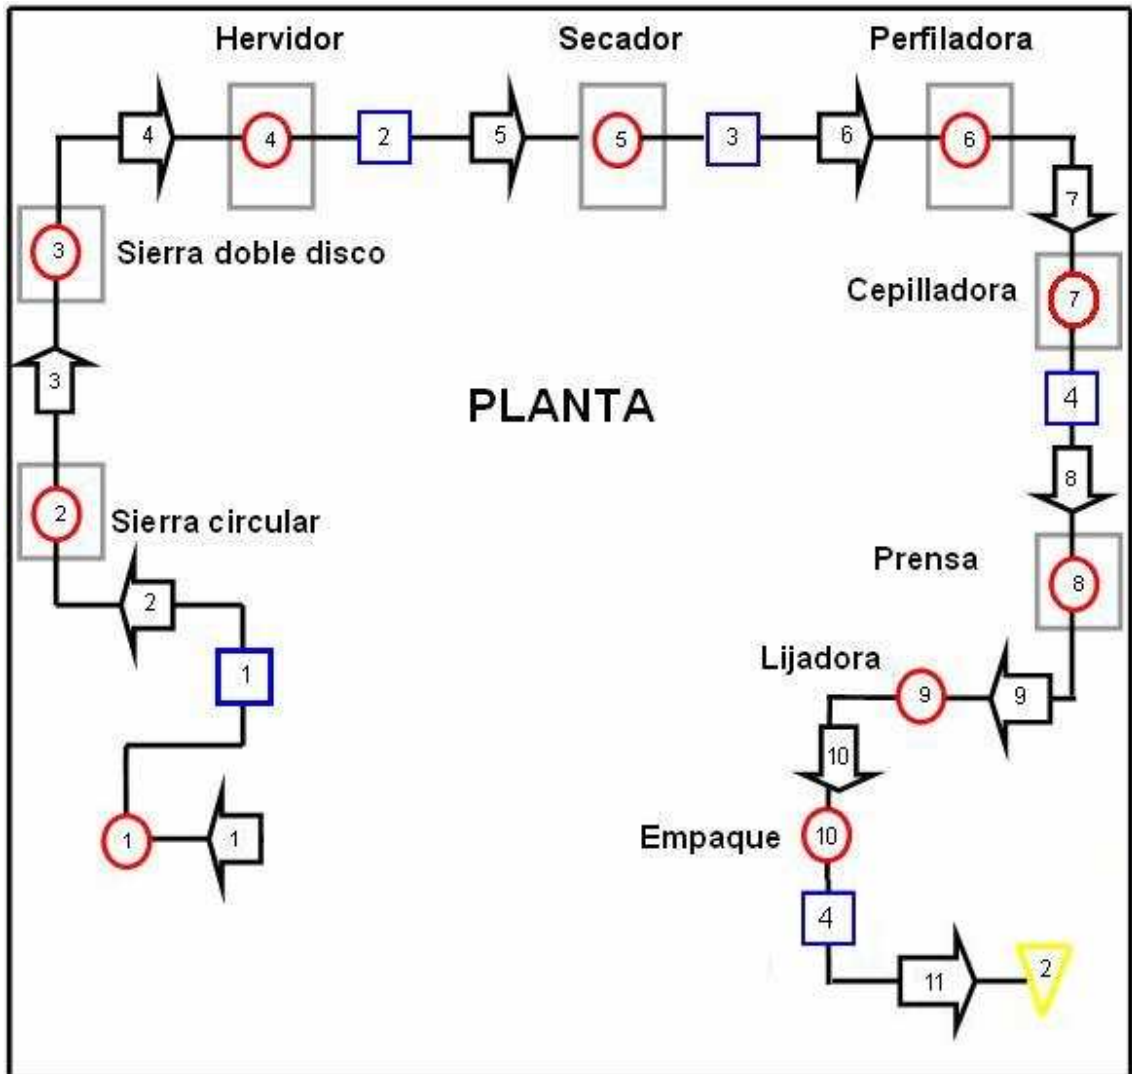 Hervidor
Secador
Perfiladora
4
4
2
5
5
3
6
6
7
3
Sierra doble disco
Cepilladora
7
3
PLANTA
4
8
2
Sierra circular
Prensa
8
2
1
Lijadora
9
9
10
1
1
Empaque
10
4
11
2